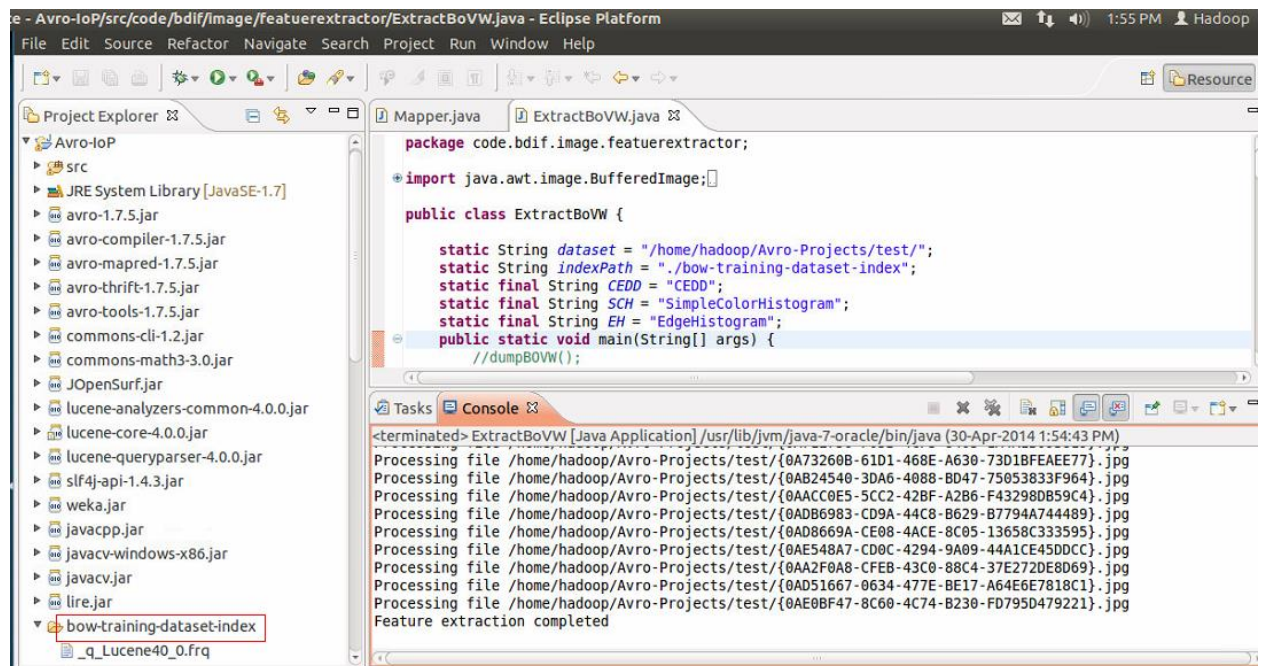 e - Avro-IoP/src/code/bdif/image/featuerextractor/ExtractBoVW.java - Eclipse Platform
1:55 PM Hadoop
File Edit Source Refactor Navigate Search Project Run Window Help
Resource
Project Explorer
Avro-IoP
src
JRE System Library [JavaSE-1.7]
avro-1.7.5.jar
avro-compiler-1.7.5.jar
avro-mapred-1.7.5.jar
avro-thrift-1.7.5.jar
avro-tools-1.7.5.jar
commons-cli-1.2.jar
commons-math3-3.0.jar
JOpenSurf.jar
lucene-analyzers-common-4.0.0.jar
lucene-core-4.0.0.jar
lucene-queryparser-4.0.0.jar
slf4j-api-1.4.3.jar
weka.jar
javacpp.jar
javacv-windows-x86.jar
javacv.jar
lire.jar
bow-training-dataset-index
_q_Lucene40_0.frq
Mapper.java ExtractBoVW.java
package code.bdif.image.featuerextractor;
import java.awt.image.BufferedImage;
public class ExtractBoVW {
static String dataset = "/home/hadoop/Avro-Projects/test/";
static String indexPath = "./bow-training-dataset-index";
static final String CEDD = "CEDD";
static final String SCH = "SimpleColorHistogram";
static final String EH = "EdgeHistogram";
public static void main(String[] args) {
//dumpBOVW();
Tasks Console
<terminated> ExtractBoVW [Java Application] /usr/lib/jvm/java-7-oracle/bin/java (30-Apr-2014 1:54:43 PM)
Processing file /home/hadoop/Avro-Projects/test/{0A73260B-61D1-468E-A630-73D1BFEAEE77}.jpg
Processing file /home/hadoop/Avro-Projects/test/{0AB24540-3DA6-4088-BD47-75053833F964}.jpg
Processing file /home/hadoop/Avro-Projects/test/{0AACC0E5-5CC2-42BF-A2B6-F43298DB59C4}.jpg
Processing file /home/hadoop/Avro-Projects/test/{0ADB6983-CD9A-44C8-B629-B7794A744489}.jpg
Processing file /home/hadoop/Avro-Projects/test/{0AD8669A-CE08-4ACE-8C05-13658C333595}.jpg
Processing file /home/hadoop/Avro-Projects/test/{0AE548A7-CD0C-4294-9A09-44A1CE45DDCC}.jpg
Processing file /home/hadoop/Avro-Projects/test/{0AA2F0A8-CFEB-43C0-88C4-37E272DE8D69}.jpg
Processing file /home/hadoop/Avro-Projects/test/{0AD51667-0634-477E-BE17-A64E6E7818C1}.jpg
Processing file /home/hadoop/Avro-Projects/test/{0AE0BF47-8C60-4C74-B230-FD795D479221}.jpg
Feature extraction completed